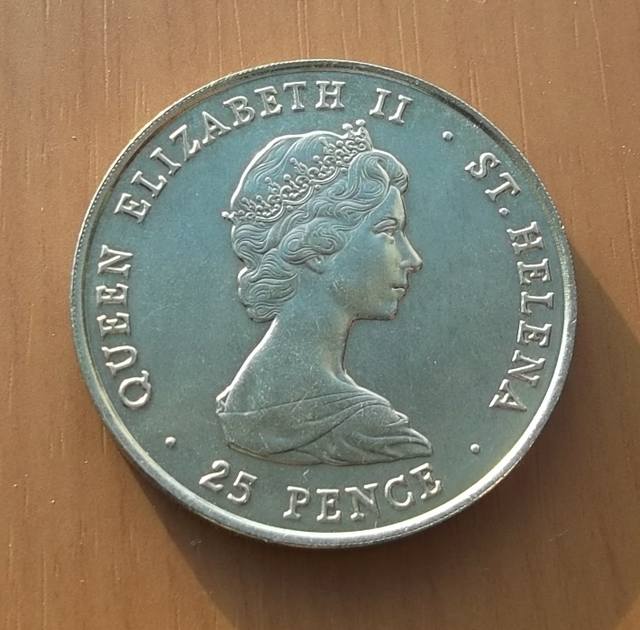 QUEEN ELIZABETH II · ST. HELENA ·
25 PENCE ·